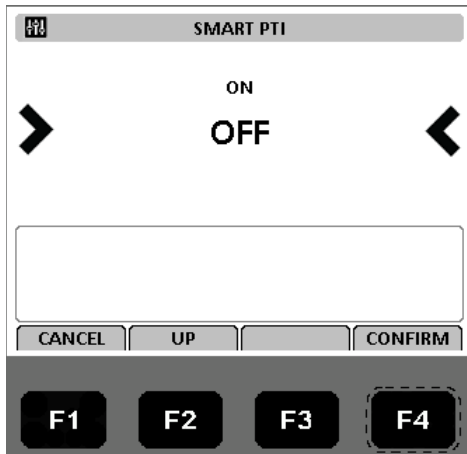 SMART PTI
ON
OFF
CANCEL UP CONFIRM
F1 F2 F3 F4